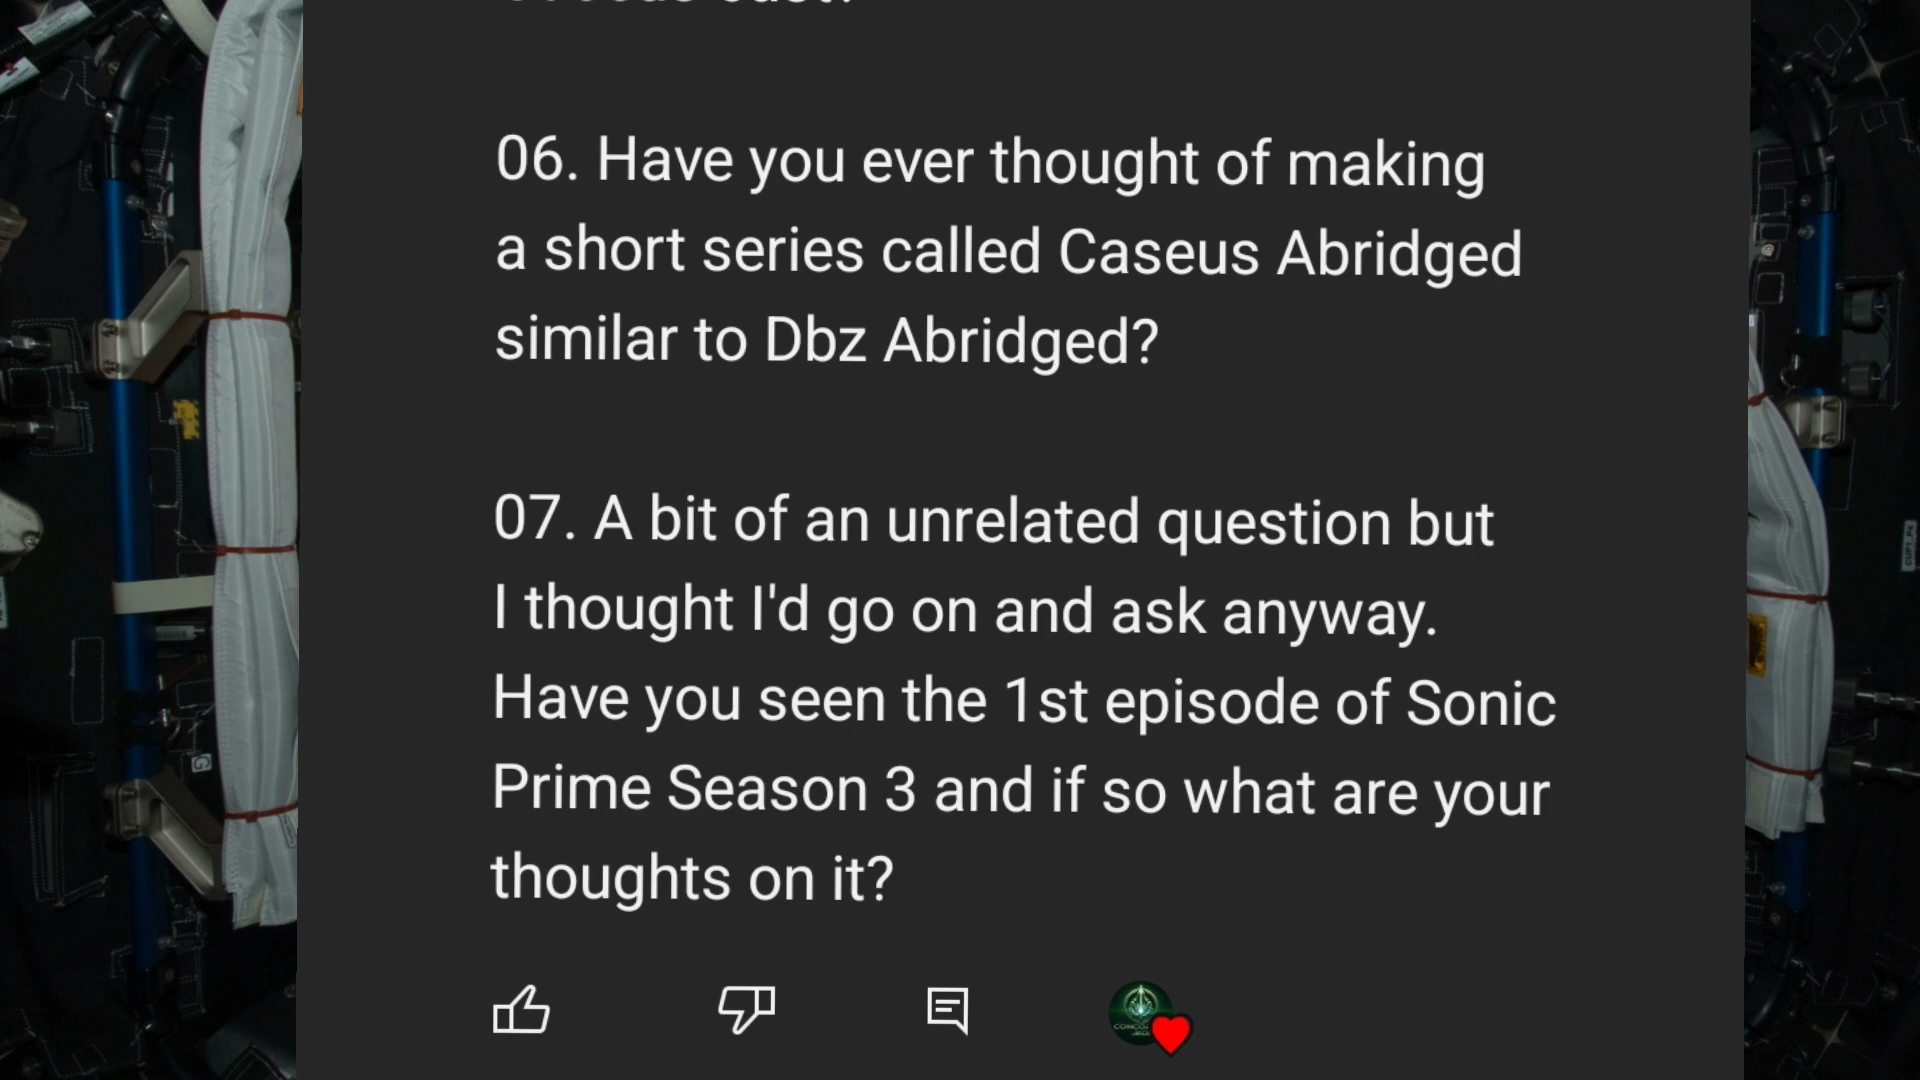 06. Have you ever thought of making
a short series called Caseus Abridged
similar to Dbz Abridged?
07. A bit of an unrelated question but
I thought I'd go on and ask anyway.
Have you seen the 1st episode of Sonic
Prime Season 3 and if so what are your
thoughts on it?